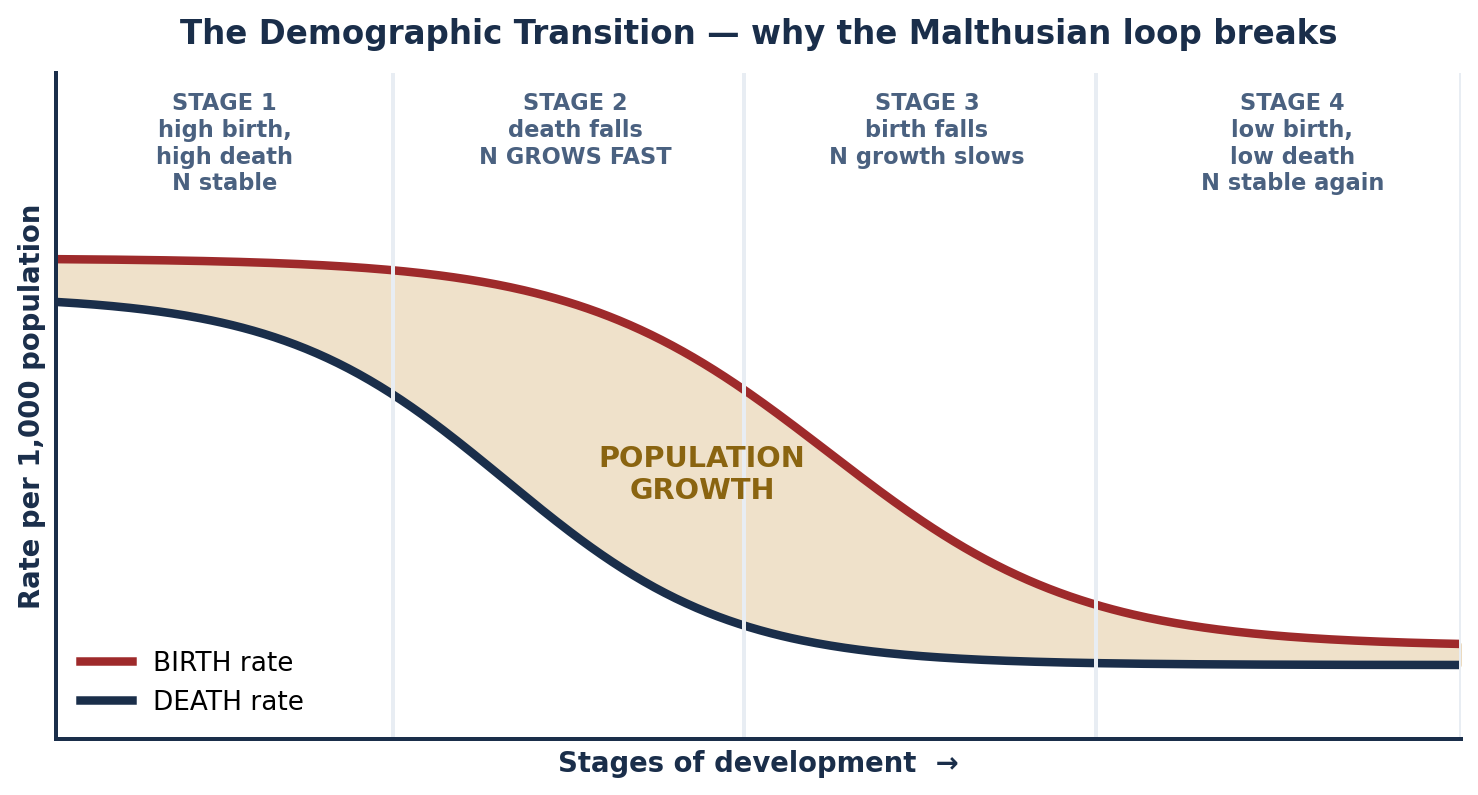 The Demographic Transition — why the Malthusian loop breaks
STAGE 1
high birth,
high death
N stable
STAGE 2
death falls
N GROWS FAST
STAGE 3
birth falls
N growth slows
STAGE 4
low birth,
low death
N stable again
Rate per 1,000 population
POPULATION
GROWTH
BIRTH rate
DEATH rate
Stages of development →